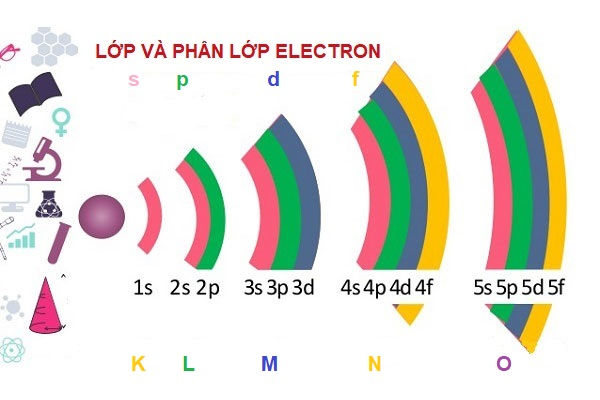 LỚP VÀ PHÂN LỚP ELECTRON
s p d f
1s 2s 2p 3s 3p 3d 4s 4p 4d 4f 5s 5p 5d 5f
K L M N O